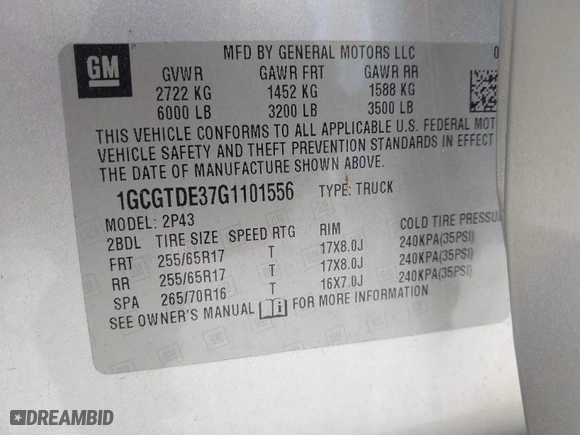 GM
MFD BY GENERAL MOTORS LLC 0
GVWR GAWR FRT GAWR RR
2722 KG 1452 KG 1588 KG
6000 LB 3200 LB 3500 LB
THIS VEHICLE CONFORMS TO ALL APPLICABLE U.S. FEDERAL MOT
VEHICLE SAFETY AND THEFT PREVENTION STANDARDS IN EFFECT
THE DATE OF MANUFACTURE SHOWN ABOVE.
1GCGTDE37G1101556 TYPE: TRUCK
MODEL: 2P43
2BDL TIRE SIZE SPEED RTG RIM COLD TIRE PRESSU
FRT 255/65R17 T 17X8.0J 240KPA(35PSI)
RR 255/65R17 T 17X8.0J 240KPA(35PSI)
SPA 265/70R16 T 16X7.0J 240KPA(35PSI)
SEE OWNER'S MANUAL FOR MORE INFORMATION
DREAMBID